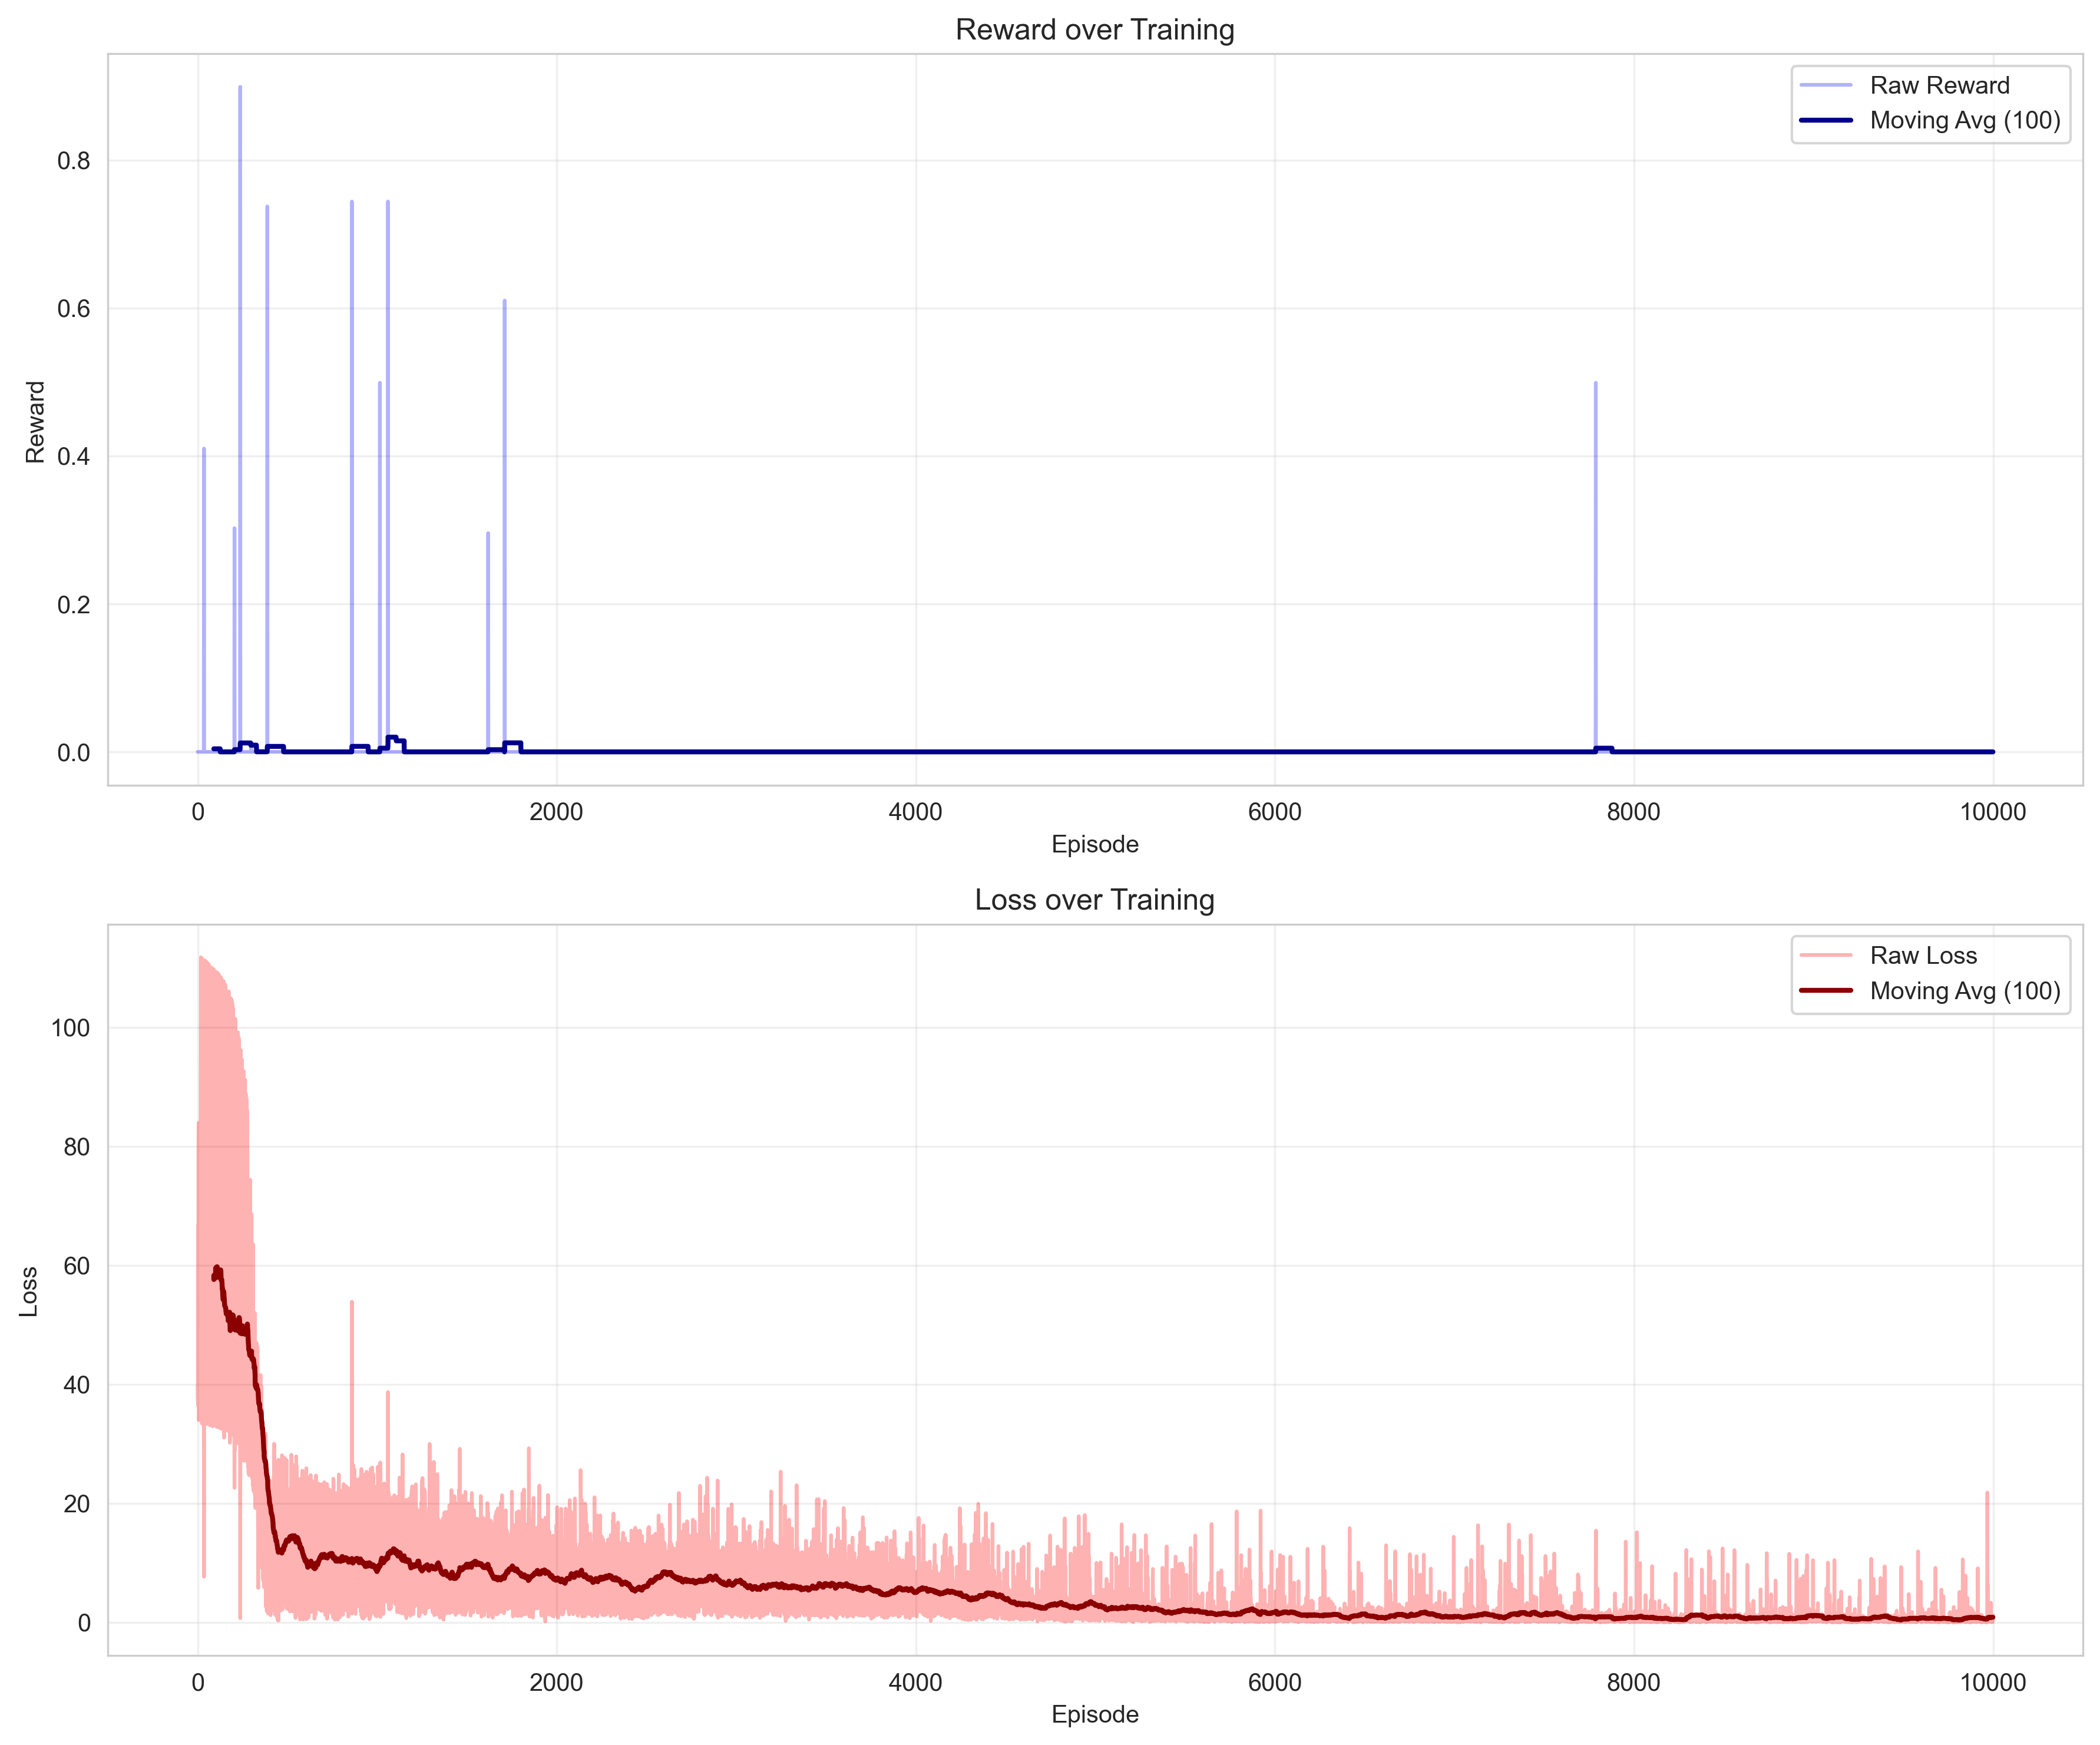 Reward over Training
Raw Reward
Moving Avg (100)
Reward
0.8
0.6
0.4
0.2
0.0
0 2000 4000 6000 8000 10000
Episode
Loss over Training
Raw Loss
Moving Avg (100)
Loss
100
80
60
40
20
0
0 2000 4000 6000 8000 10000
Episode